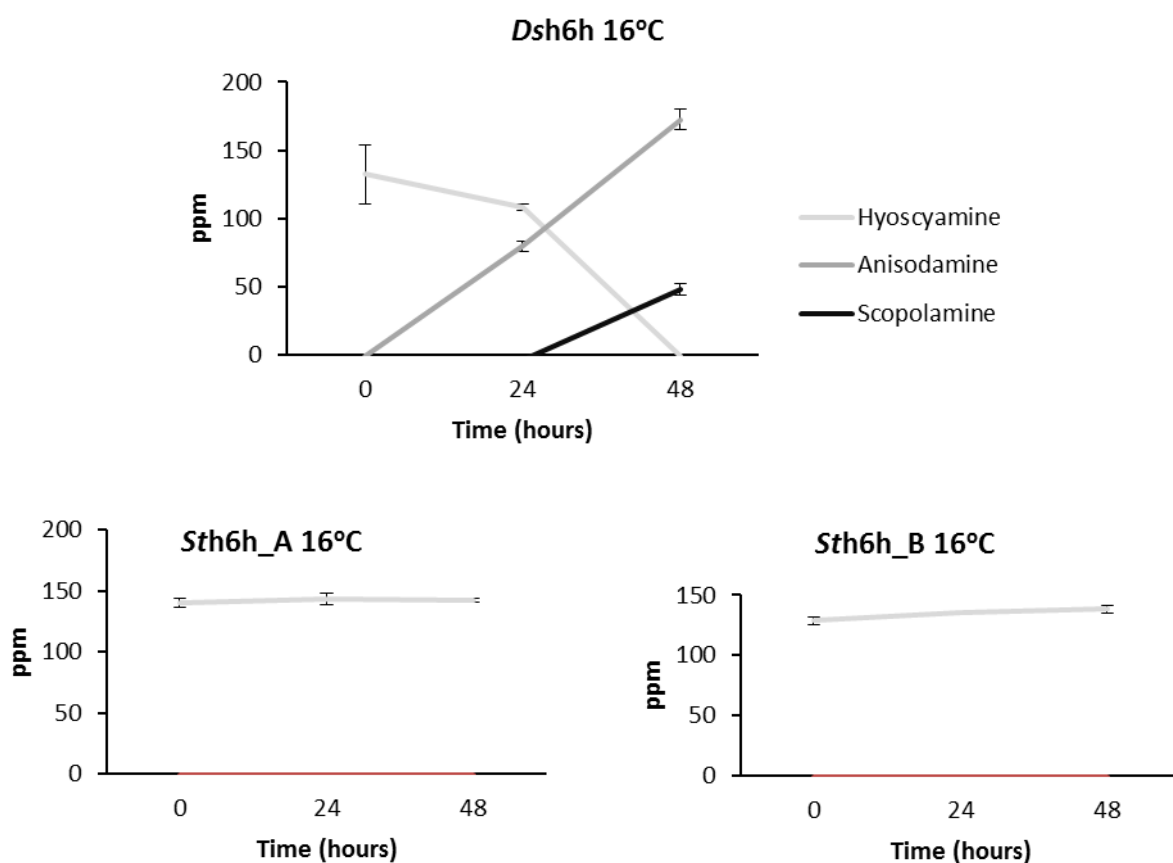 Dsh6h 16°C
200
150
100
50
0
ppm
0 24 48
Time (hours)
Hyoscyamine
Anisodamine
Scopolamine
Sth6h_A 16°C
200
150
100
50
0
ppm
0 24 48
Time (hours)
Sth6h_B 16°C
150
100
50
0
ppm
0 24 48
Time (hours)